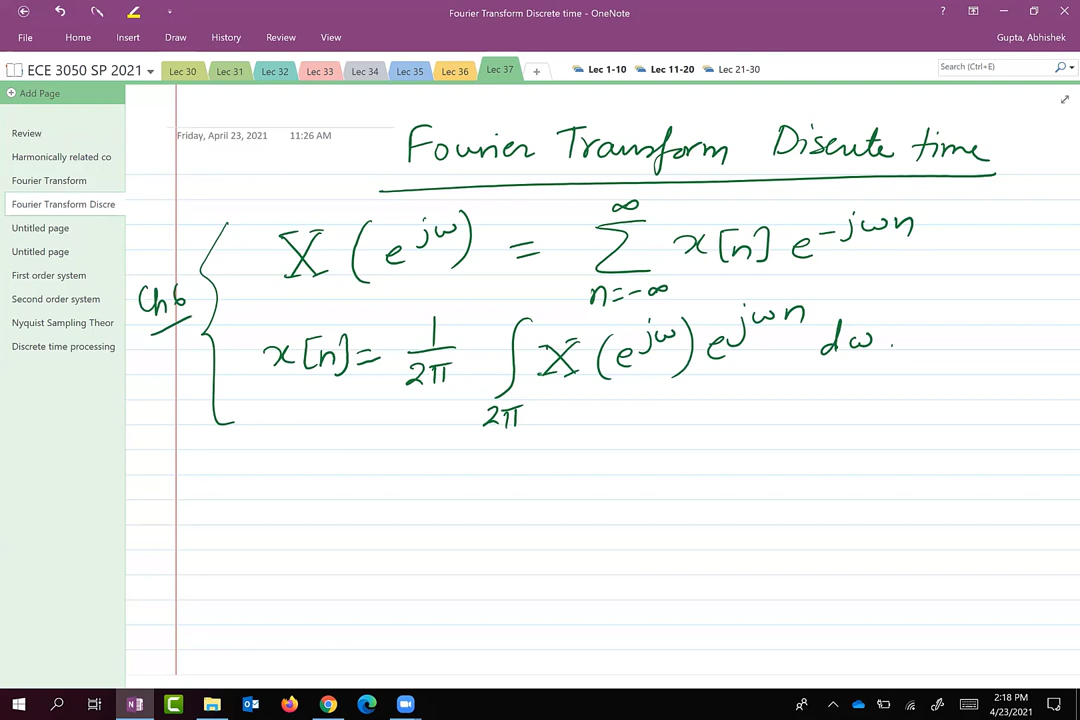 Fourier Transform Discrete time - OneNote
?
File Home Insert Draw History Review View
Gupta, Abhishek
ECE 3050 SP 2021
Lec 30 Lec 31 Lec 32 Lec 33 Lec 34 Lec 35 Lec 36 Lec 37 + Lec 1-10 Lec 11-20 Lec 21-30
Search (Ctrl+E)
Add Page
Review
Harmonically related co
Fourier Transform
Fourier Transform Discre
Untitled page
Untitled page
First order system
Second order system
Nyquist Sampling Theor
Discrete time processing
Friday, April 23, 2021 11:26 AM
Fourier Transform Discrete time
Ch 6
X(e^{jω}) = ∑_{n=-∞}^{∞} x[n] e^{-jωn}
x[n] = 1/2π ∫_{2π} X(e^{jω}) e^{jωn} dω.
2:18 PM
4/23/2021